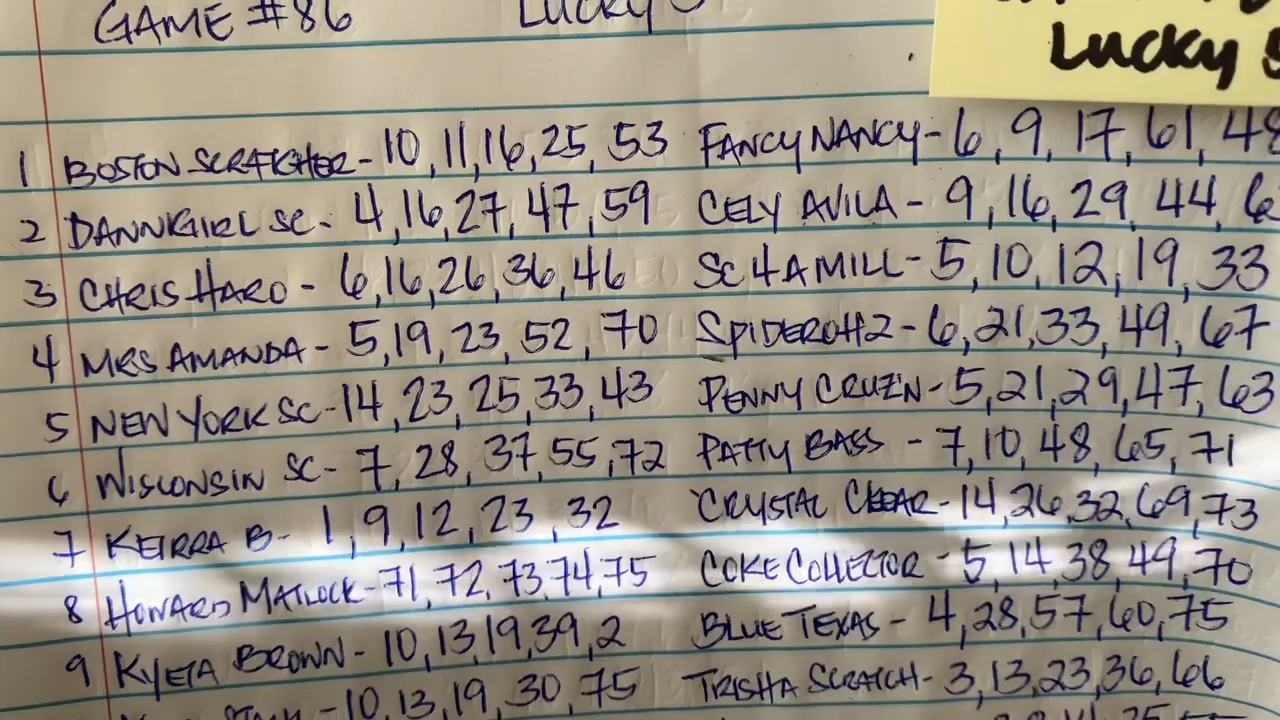 GAME #86 Lucky 5
Lucky 5
1 BOSTON SCRATCHER - 10, 11, 16, 25, 53 FANCY NANCY - 6, 9, 17, 61, 48
2 DANNKGIRL SC - 4, 16, 27, 47, 59 CELY AVILA - 9, 16, 29, 44, 6
3 CHRIS HARO - 6, 16, 26, 36, 46 SC 4 A MILL - 5, 10, 12, 19, 33
4 MRS AMANDA - 5, 19, 23, 52, 70 SPIDEROH2 - 6, 21, 33, 49, 67
5 NEW YORK SC - 14, 23, 25, 33, 43 PENNY CRUZ'N - 5, 21, 29, 47, 63
6 WISCONSIN SC - 7, 28, 37, 55, 72 PATTY BASS - 7, 10, 48, 65, 71
7 KEIRRA B - 1, 9, 12, 23, 32 CRYSTAL CLEAR - 14, 26, 32, 69, 73
8 HOWARD MATLOCK - 71, 72, 73, 74, 75 COKE COLLECTOR - 5, 14, 38, 49, 70
9 KYETA BROWN - 10, 13, 19, 39, 2 BLUE TEXAS - 4, 28, 57, 60, 75
- 10, 13, 19, 30, 75 TRISHA SCRATCH - 3, 13, 23, 36, 66